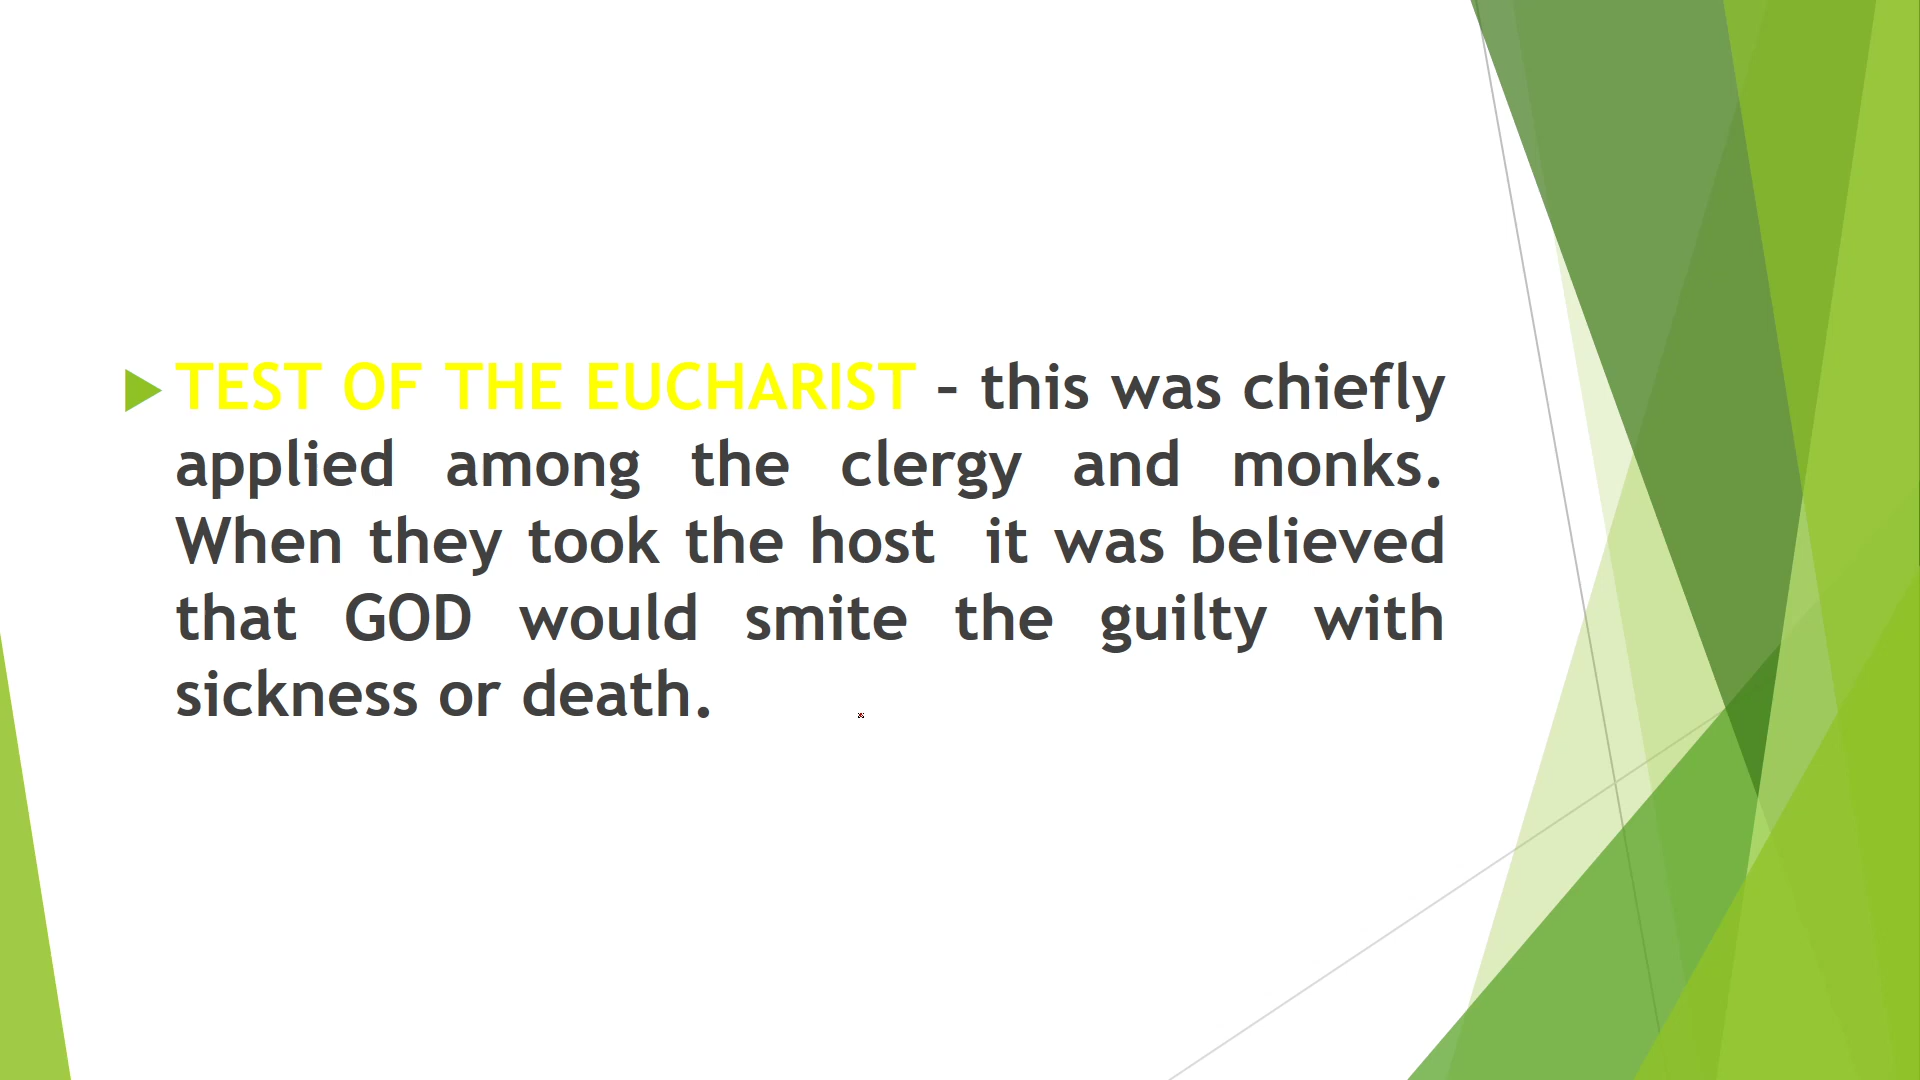 TEST OF THE EUCHARIST – this was chiefly
applied among the clergy and monks.
When they took the host it was believed
that GOD would smite the guilty with
sickness or death.